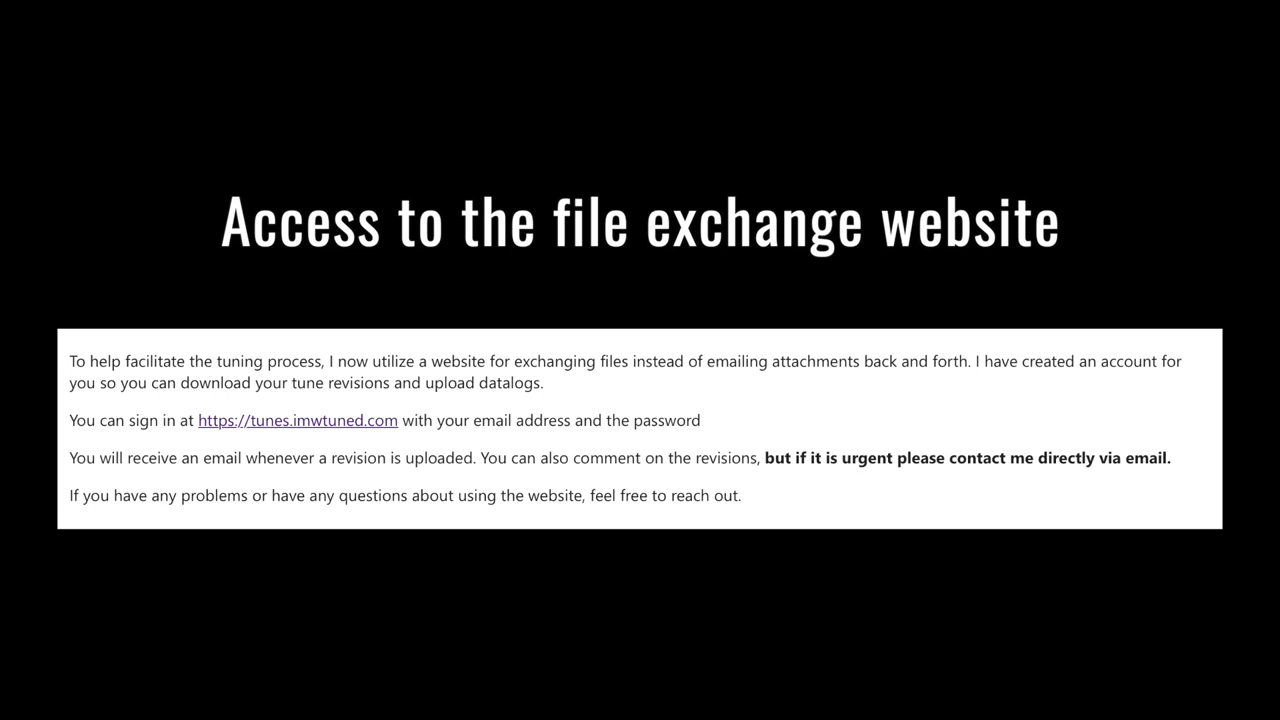 Access to the file exchange website
To help facilitate the tuning process, I now utilize a website for exchanging files instead of emailing attachments back and forth. I have created an account for
you so you can download your tune revisions and upload datalogs.
You can sign in at https://tunes.imwtuned.com with your email address and the password
You will receive an email whenever a revision is uploaded. You can also comment on the revisions, but if it is urgent please contact me directly via email.
If you have any problems or have any questions about using the website, feel free to reach out.